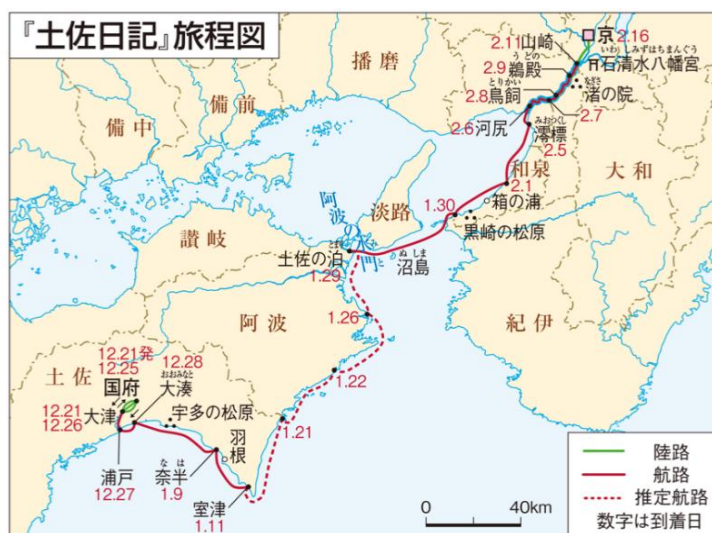 『土佐日記』旅程図
京
2.16
山崎
2.11
いわしみずはちまんぐう
石清水八幡宮
うどの
鵜殿
2.9
なぎさ
渚の院
とりかい
鳥飼
2.8
2.7
河尻
2.6
みおつくし
澪標
2.5
播磨
備前
備中
和泉
大和
2.1
箱の浦
淡路
1.30
黒崎の松原
阿波の水門
みと
讃岐
とまり
土佐の泊
1.29
ぬしま
沼島
紀伊
阿波
1.26
1.22
1.21
土佐
12.21発
12.25
国府
12.28
おおみなと
大湊
大津
12.21
12.26
宇多の松原
羽根
浦戸
12.27
なは
奈半
1.9
室津
1.11
陸路
航路
推定航路
数字は到着日
0
40km